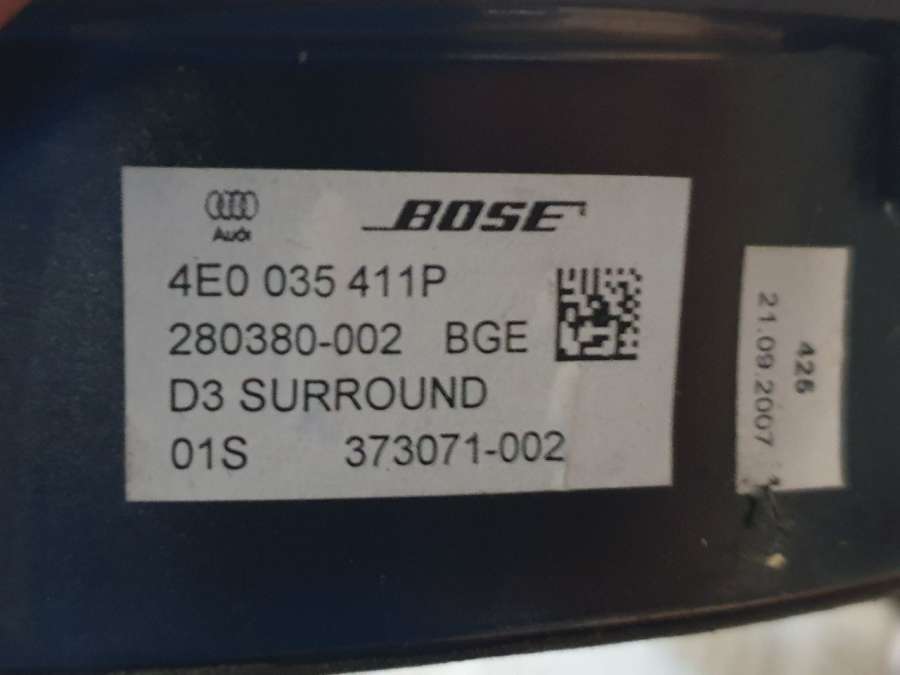 Audi
BOSE
4E0 035 411P
280380-002 BGE
D3 SURROUND
01S 373071-002
426
21.09.2007